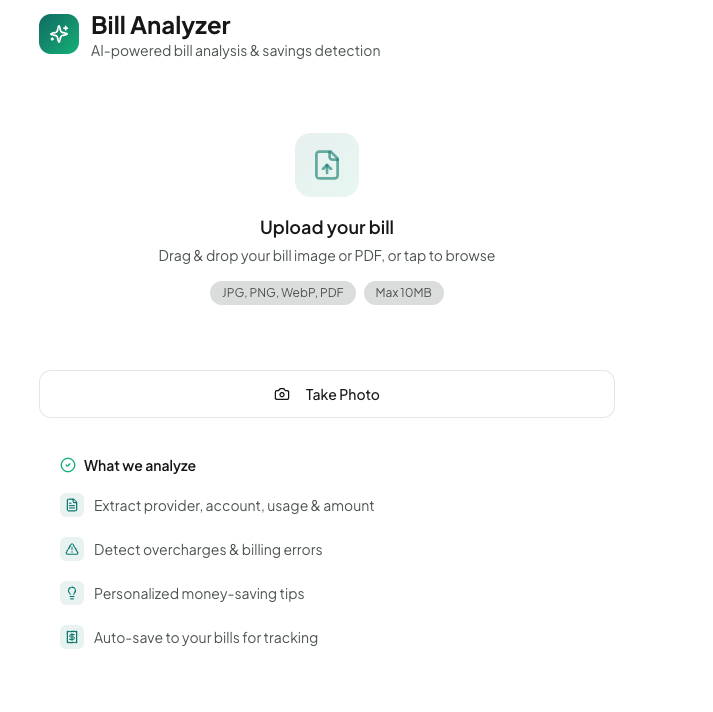 Bill Analyzer
AI-powered bill analysis & savings detection
Upload your bill
Drag & drop your bill image or PDF, or tap to browse
JPG, PNG, WebP, PDF
Max 10MB
Take Photo
What we analyze
Extract provider, account, usage & amount
Detect overcharges & billing errors
Personalized money-saving tips
Auto-save to your bills for tracking